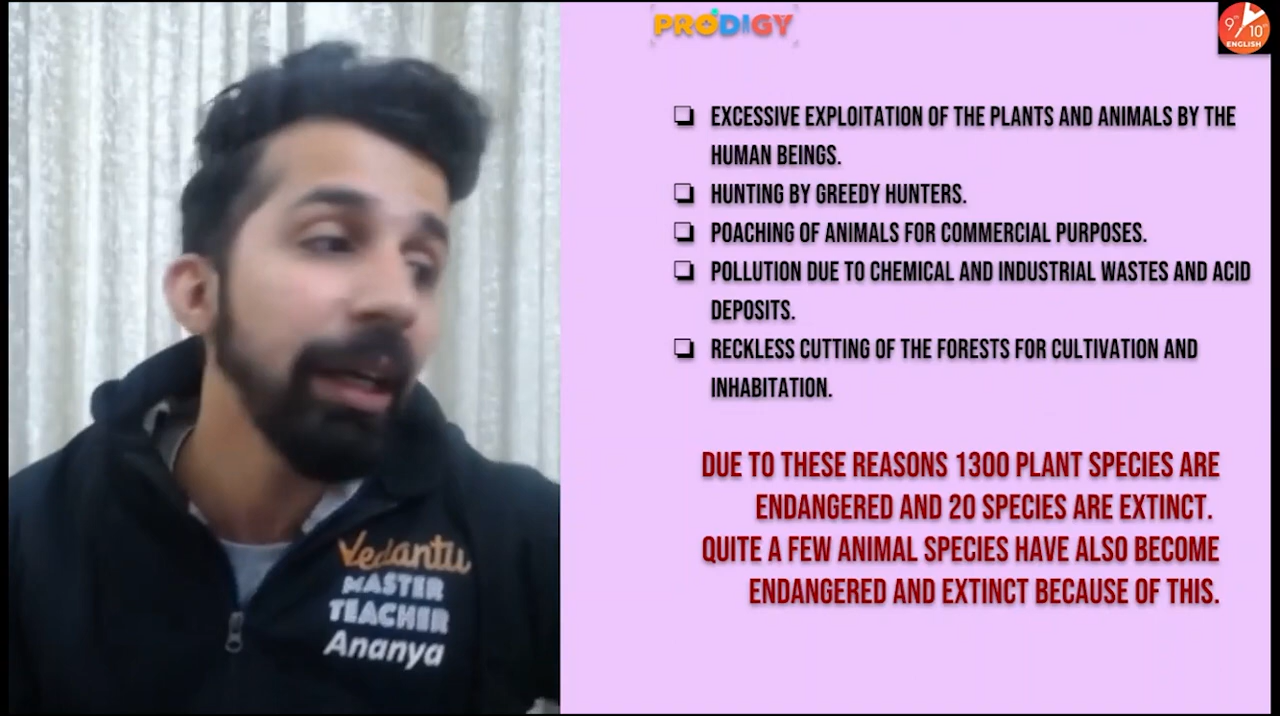 PRODIGY
9th 10th
ENGLISH
❏ EXCESSIVE EXPLOITATION OF THE PLANTS AND ANIMALS BY THE
HUMAN BEINGS.
❏ HUNTING BY GREEDY HUNTERS.
❏ POACHING OF ANIMALS FOR COMMERCIAL PURPOSES.
❏ POLLUTION DUE TO CHEMICAL AND INDUSTRIAL WASTES AND ACID
DEPOSITS.
❏ RECKLESS CUTTING OF THE FORESTS FOR CULTIVATION AND
INHABITATION.
DUE TO THESE REASONS 1300 PLANT SPECIES ARE
ENDANGERED AND 20 SPECIES ARE EXTINCT.
QUITE A FEW ANIMAL SPECIES HAVE ALSO BECOME
ENDANGERED AND EXTINCT BECAUSE OF THIS.
Vedantu
MASTER
TEACHER
Ananya